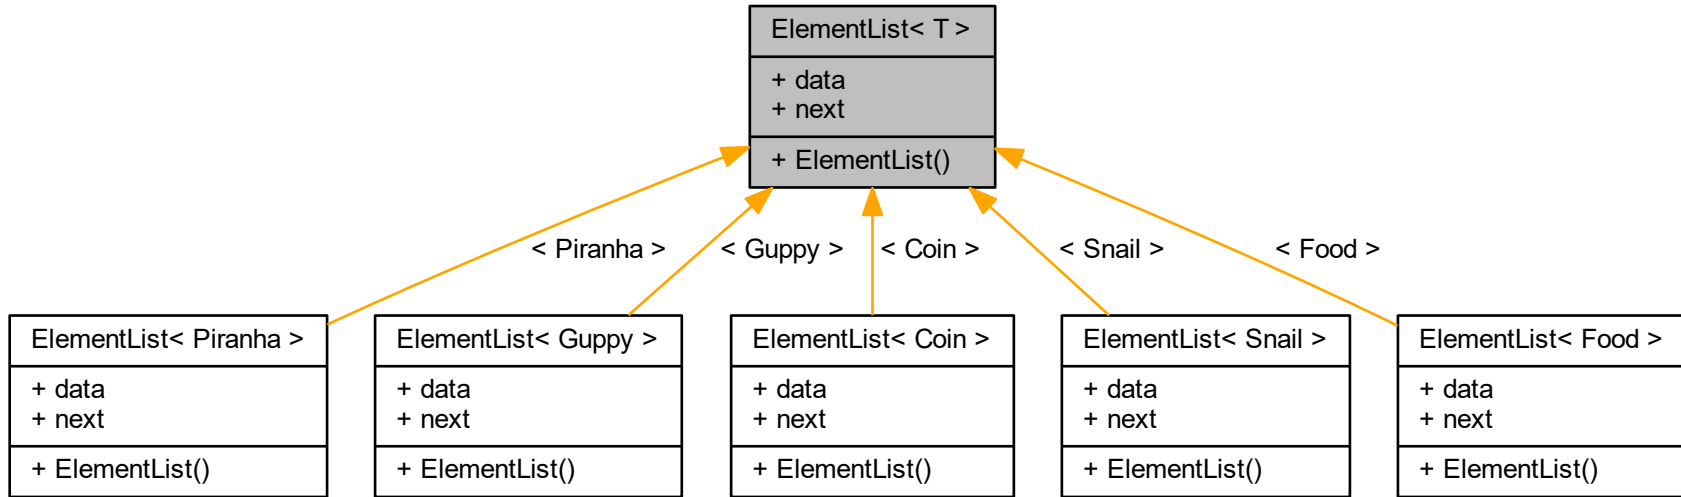 ElementList< T >
+ data
+ next
+ ElementList()
< Piranha >
< Guppy >
< Coin >
< Snail >
< Food >
ElementList< Piranha >
+ data
+ next
+ ElementList()
ElementList< Guppy >
+ data
+ next
+ ElementList()
ElementList< Coin >
+ data
+ next
+ ElementList()
ElementList< Snail >
+ data
+ next
+ ElementList()
ElementList< Food >
+ data
+ next
+ ElementList()